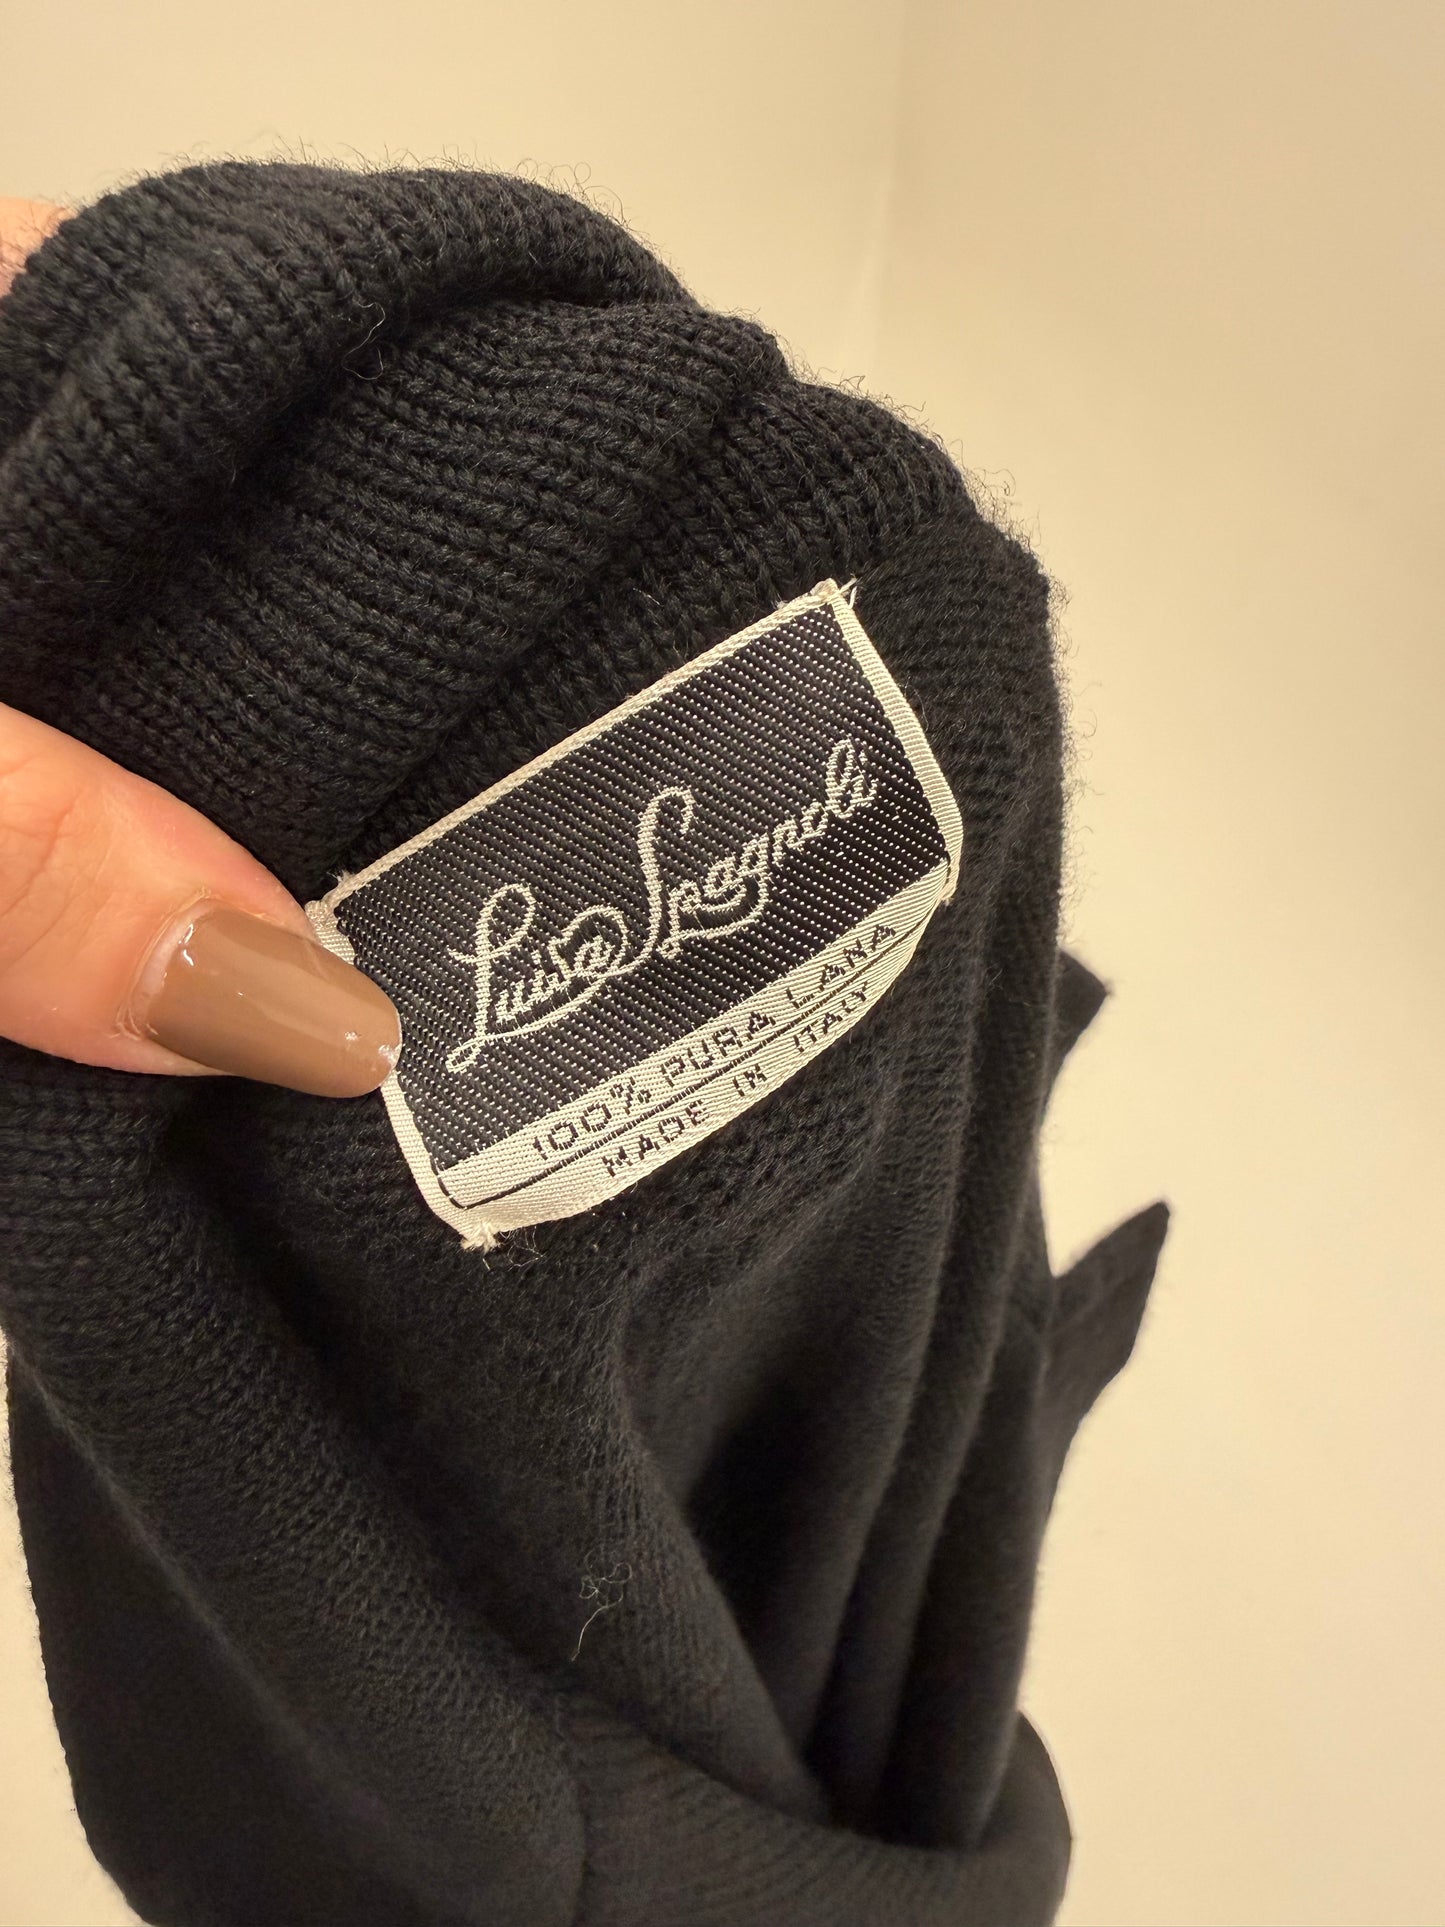 Luisa Spagnoli
100% PURA LANA
MADE IN ITALY